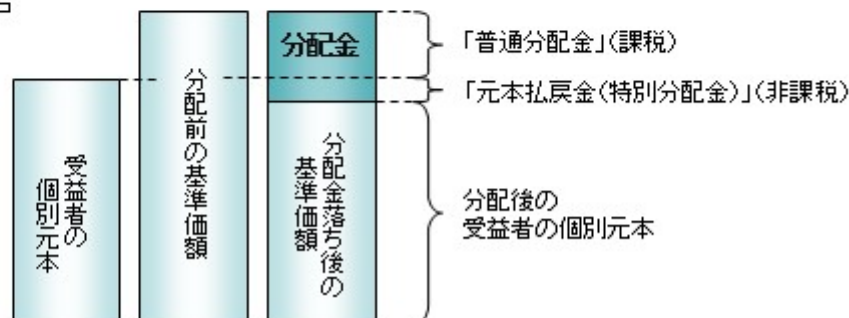 分配金
「普通分配金」(課税)
「元本払戻金(特別分配金)」(非課税)
受益者の
個別元本
分配前の基準価額
分配金落ち後の
基準価額
分配後の
受益者の個別元本